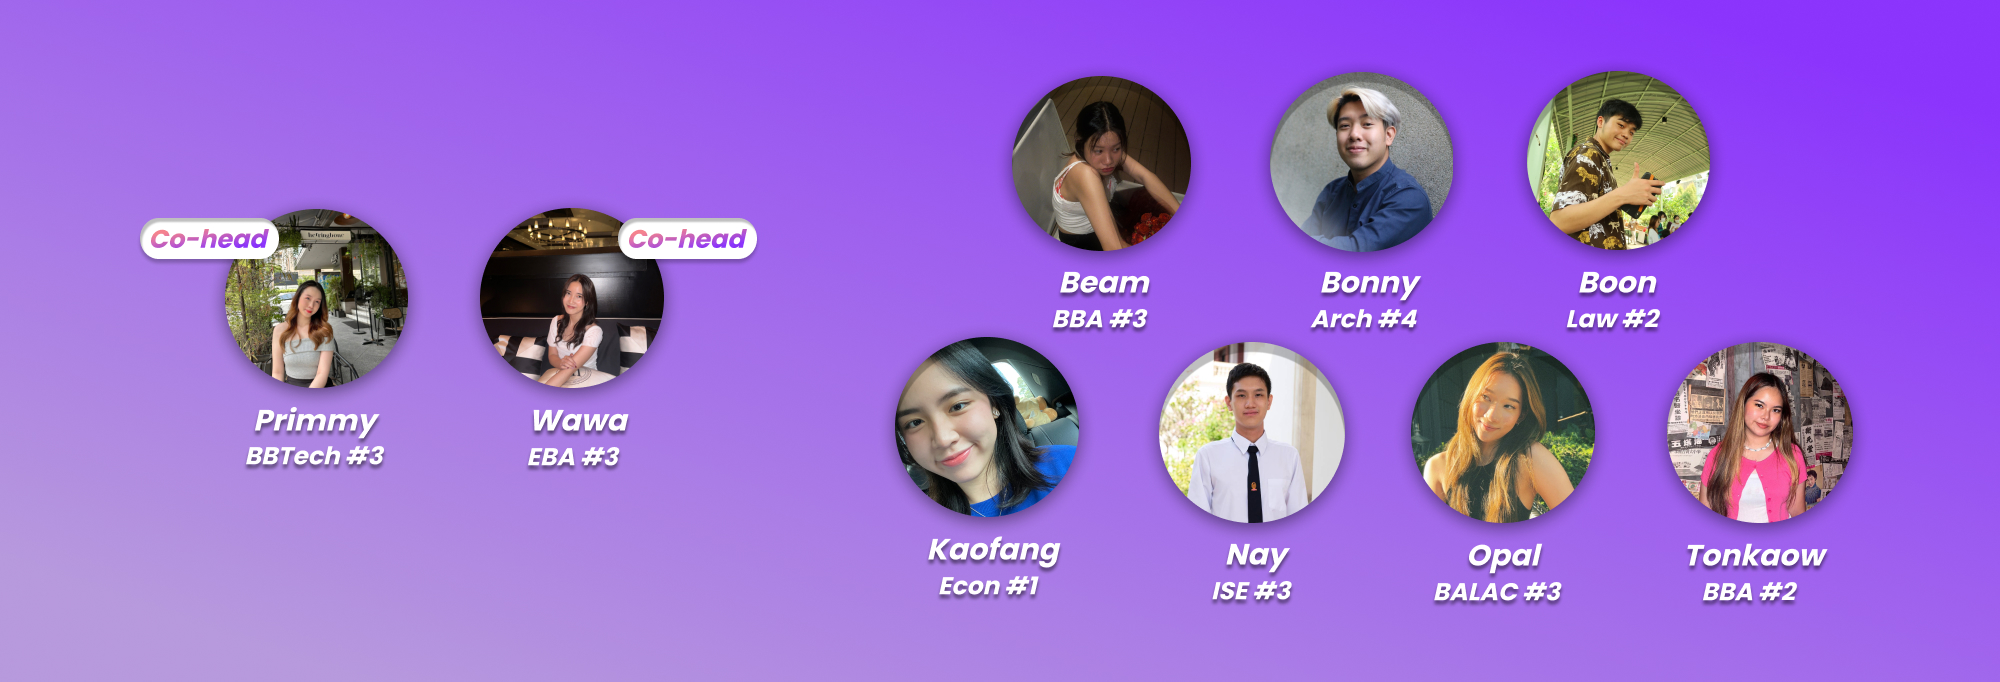 Co-head
Co-head
Primmy
BBTech #3
Wawa
EBA #3
Beam
BBA #3
Bonny
Arch #4
Boon
Law #2
Kaofang
Econ #1
Nay
ISE #3
Opal
BALAC #3
Tonkaow
BBA #2